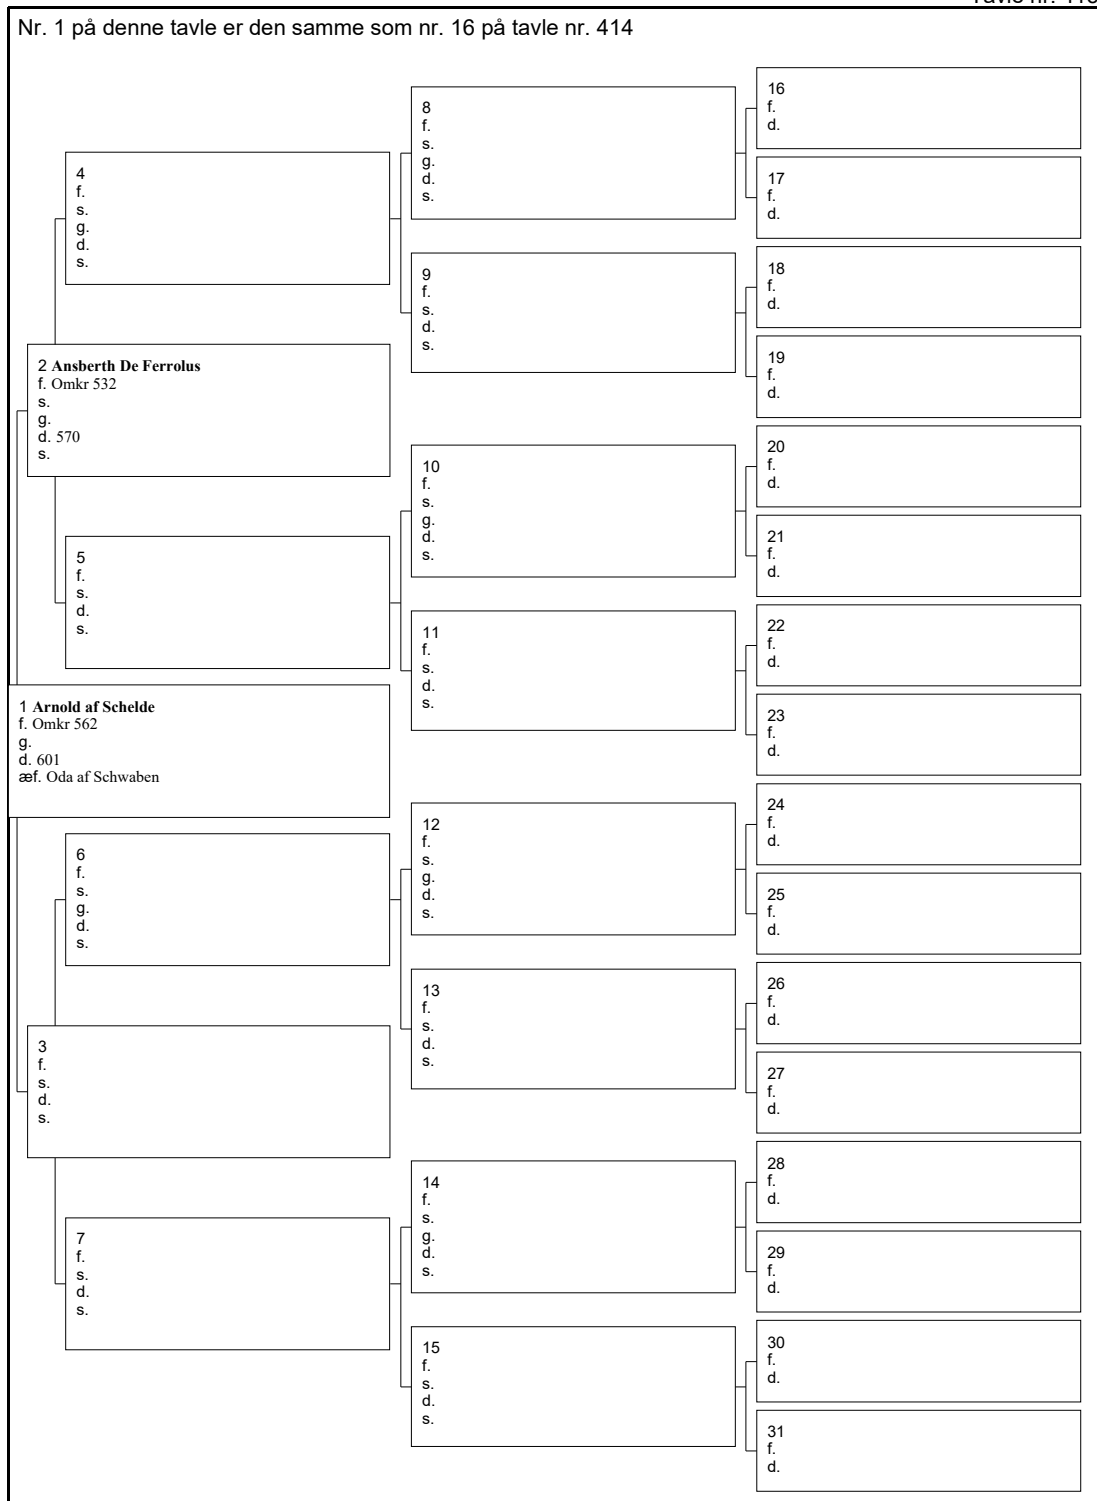 Nr. 1 på denne tavle er den samme som nr. 16 på tavle nr. 414
16
f.
d.
8
f.
s.
g.
d.
s.
17
f.
d.
4
f.
s.
g.
d.
s.
18
f.
d.
9
f.
s.
d.
s.
19
f.
d.
2 Ansberth De Ferrolus
f. Omkr 532
s.
g.
d. 570
s.
20
f.
d.
10
f.
s.
g.
d.
s.
21
f.
d.
5
f.
s.
d.
s.
22
f.
d.
11
f.
s.
d.
s.
23
f.
d.
1 Arnold af Schelde
f. Omkr 562
g.
d. 601
æf. Oda af Schwaben
24
f.
d.
12
f.
s.
g.
d.
s.
25
f.
d.
6
f.
s.
g.
d.
s.
26
f.
d.
13
f.
s.
d.
s.
27
f.
d.
3
f.
s.
d.
s.
28
f.
d.
14
f.
s.
g.
d.
s.
29
f.
d.
7
f.
s.
d.
s.
30
f.
d.
15
f.
s.
d.
s.
31
f.
d.